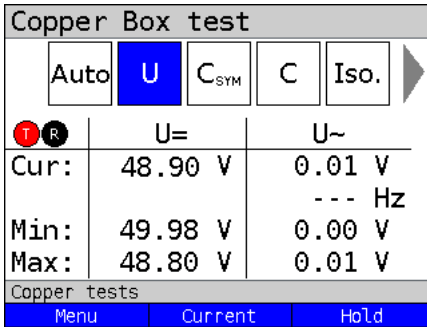 Copper Box test
Auto U CSYM C Iso.
T R U= U~
Cur: 48.90 V 0.01 V
--- Hz
Min: 49.98 V 0.00 V
Max: 48.80 V 0.01 V
Copper tests
Menu Current Hold